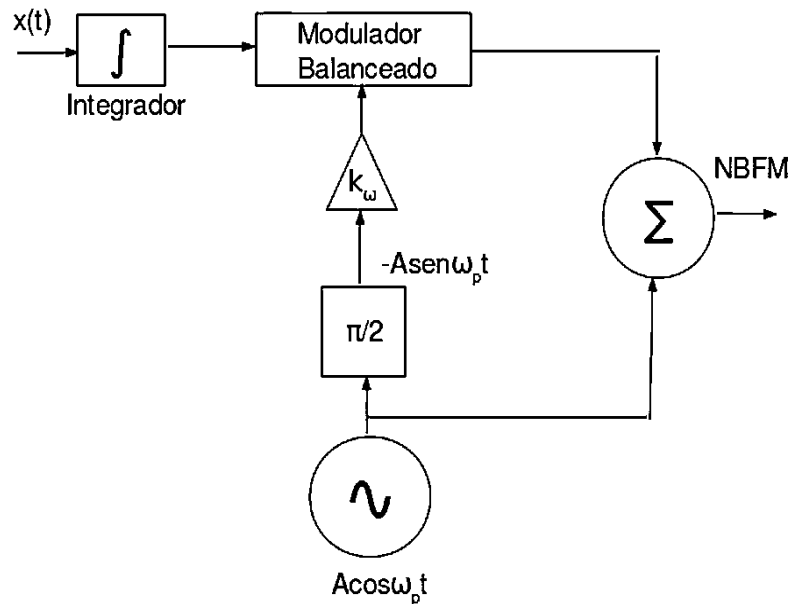 x(t)
∫
Integrador
Modulador
Balanceado
kω
NBFM
Σ
-Asenωpt
π/2
Acosωpt